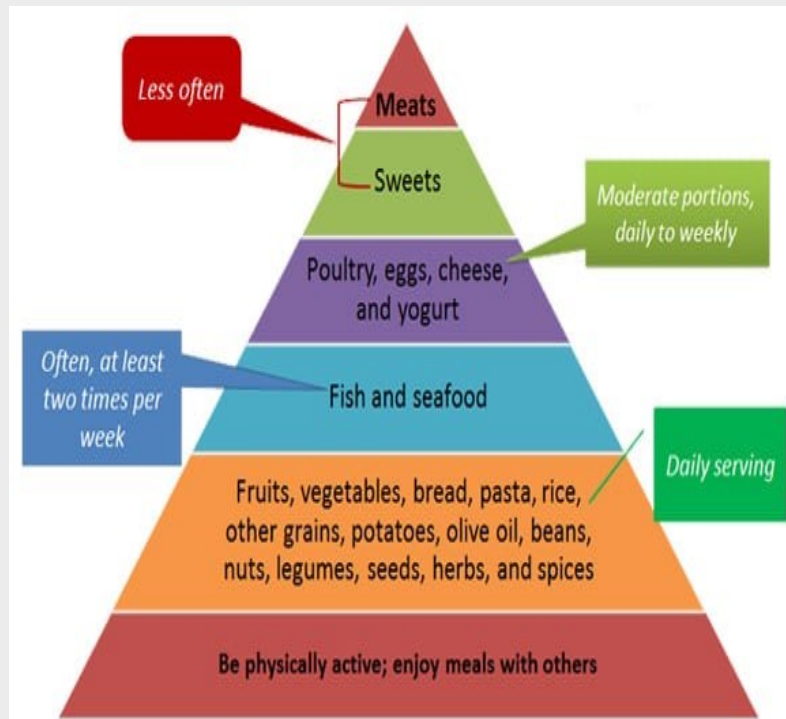 Less often
Meats
Sweets
Moderate portions,
daily to weekly
Poultry, eggs, cheese,
and yogurt
Often, at least
two times per
week
Fish and seafood
Daily serving
Fruits, vegetables, bread, pasta, rice,
other grains, potatoes, olive oil, beans,
nuts, legumes, seeds, herbs, and spices
Be physically active; enjoy meals with others